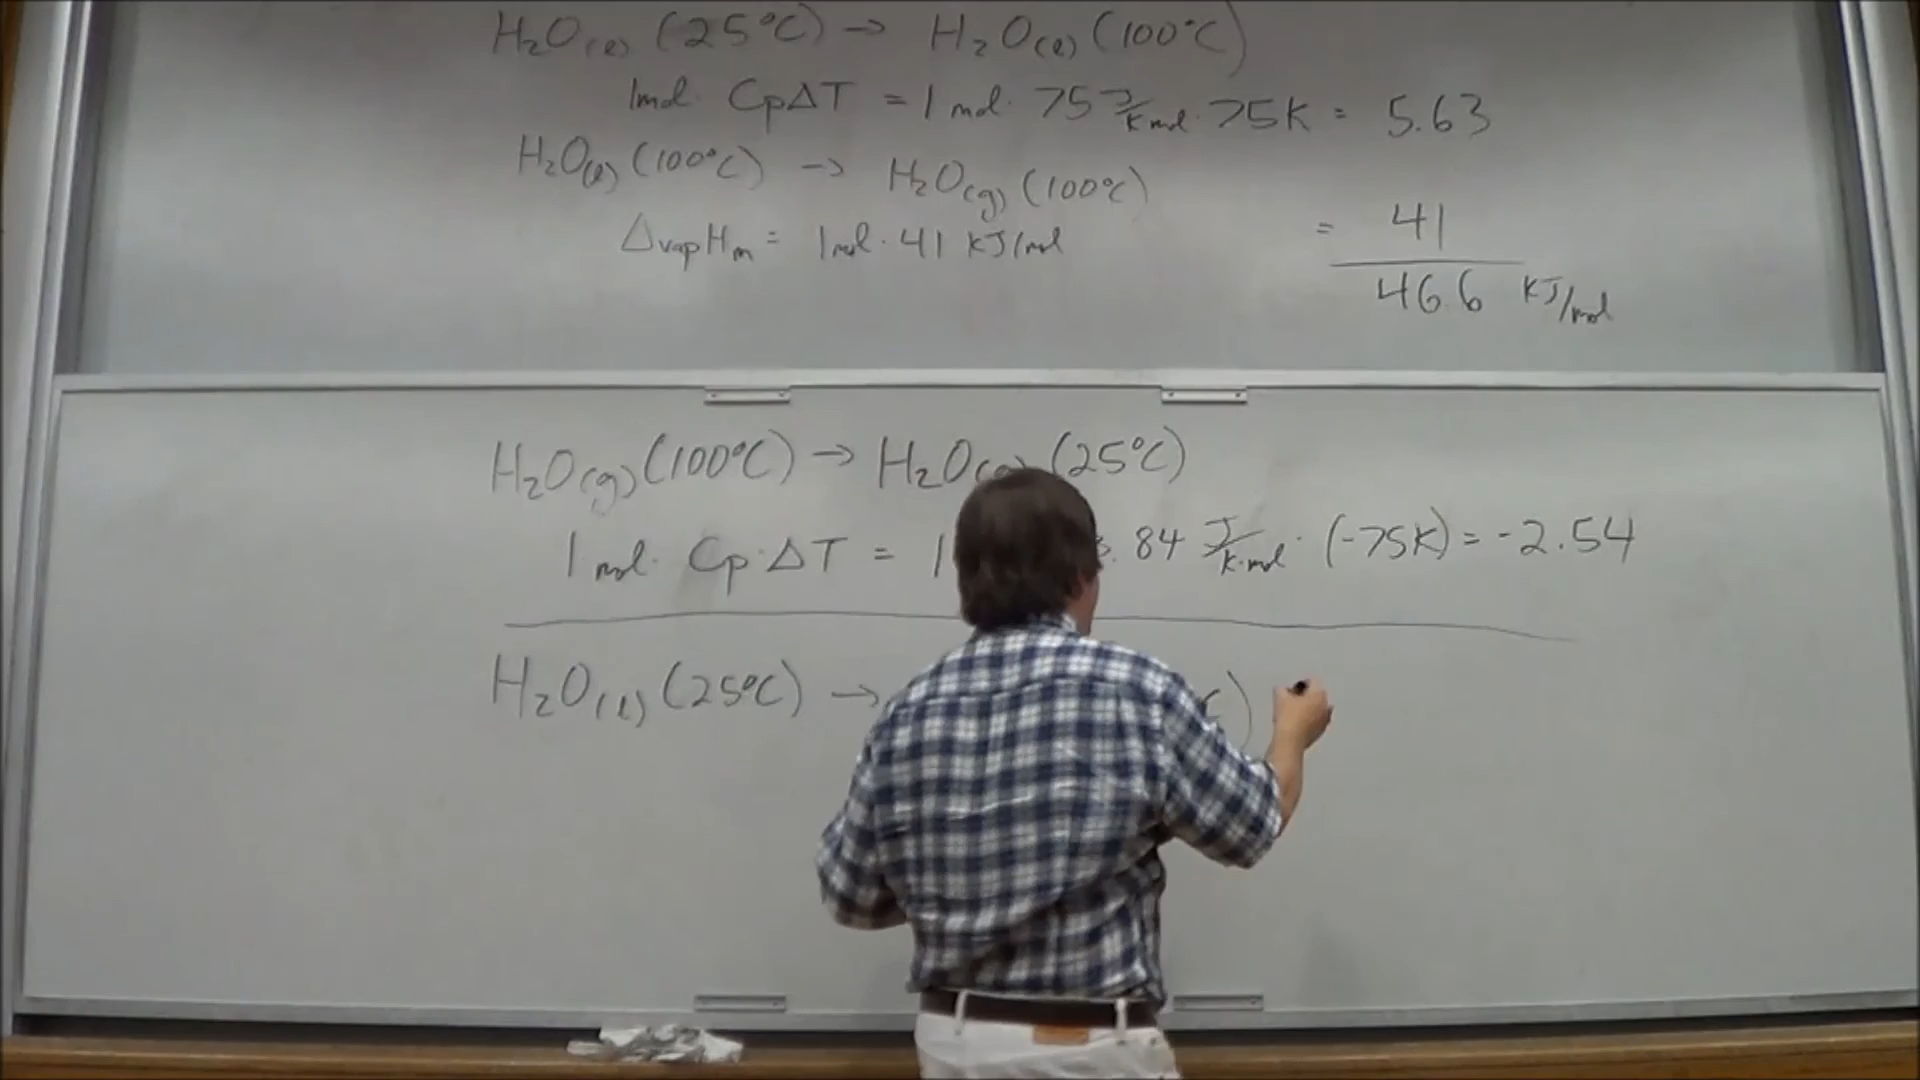 H₂O(ℓ) (25°C) → H₂O(ℓ) (100°C)
1mol · CpΔT = 1 mol · 75 J/K mol · 75K = 5.63
H₂O(ℓ) (100°C) → H₂O(g) (100°C)
ΔvapHm = 1mol · 41 KJ/mol = 41
46.6 KJ/mol
H₂O(g) (100°C) → H₂O (25°C)
1 mol · Cp · ΔT = 1 . 84 J/K·mol · (-75K) = -2.54
H₂O(ℓ) (25°C) → )